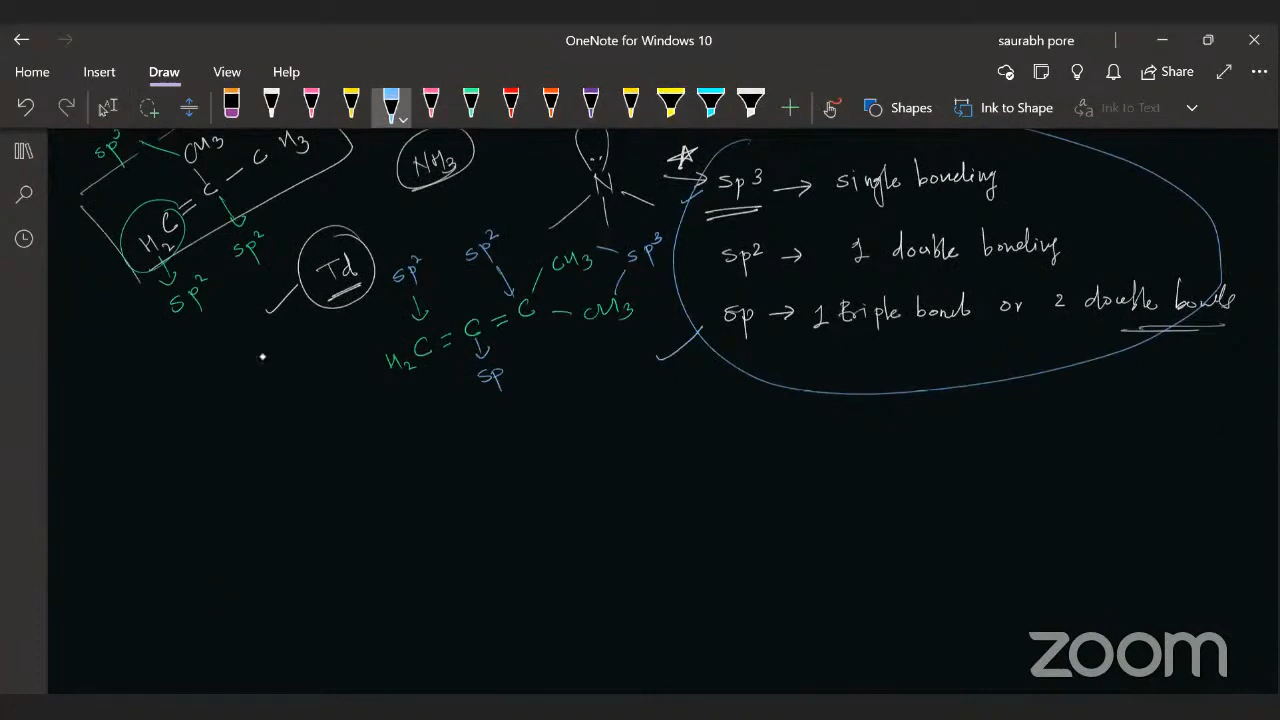 OneNote for Windows 10
saurabh pore
Home Insert Draw View Help
Share
Shapes
Ink to Shape
Ink to Text
sp3
CH3
CH3
C
H2C
sp2
sp2
NH3
Td
N
sp3 → single bonding
sp2 → 1 double bonding
sp → 1 triple bond or 2 double bonds
sp2
sp2
sp3
CH3
H2C = C = C — CH3
sp
zoom